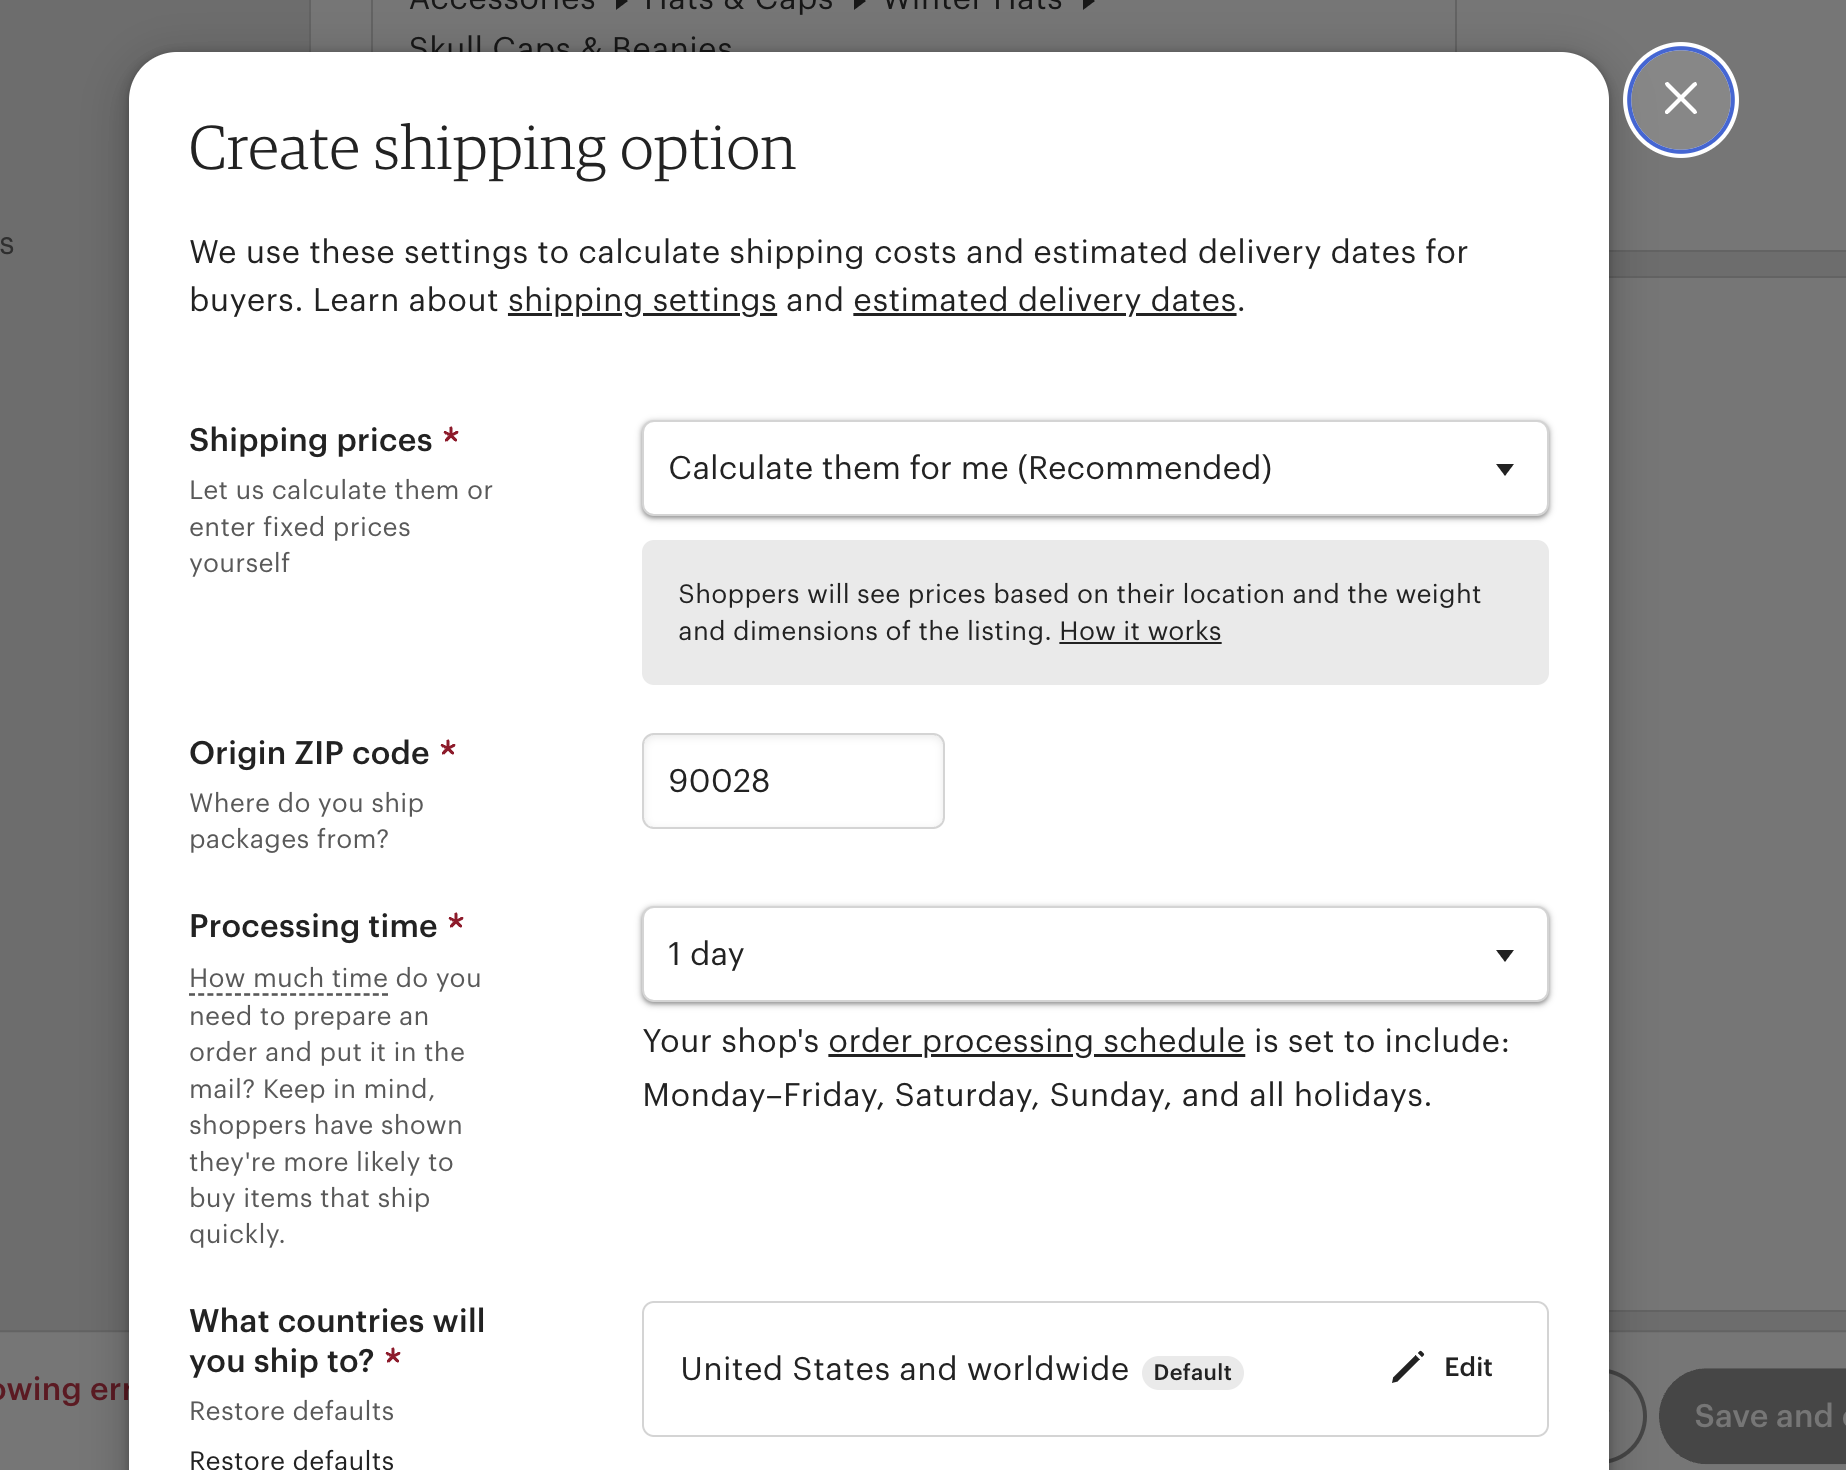 Accessories ▶ Hats & Caps ▶ Winter Hats ▶
Skull Caps & Beanies
s
Create shipping option
We use these settings to calculate shipping costs and estimated delivery dates for
buyers. Learn about shipping settings and estimated delivery dates.
Shipping prices *
Let us calculate them or
enter fixed prices
yourself
Calculate them for me (Recommended)
Shoppers will see prices based on their location and the weight
and dimensions of the listing. How it works
Origin ZIP code *
Where do you ship
packages from?
90028
Processing time *
How much time do you
need to prepare an
order and put it in the
mail? Keep in mind,
shoppers have shown
they're more likely to
buy items that ship
quickly.
1 day
Your shop's order processing schedule is set to include:
Monday–Friday, Saturday, Sunday, and all holidays.
What countries will
you ship to? *
Restore defaults
Restore defaults
United States and worldwide Default
Edit
Save and